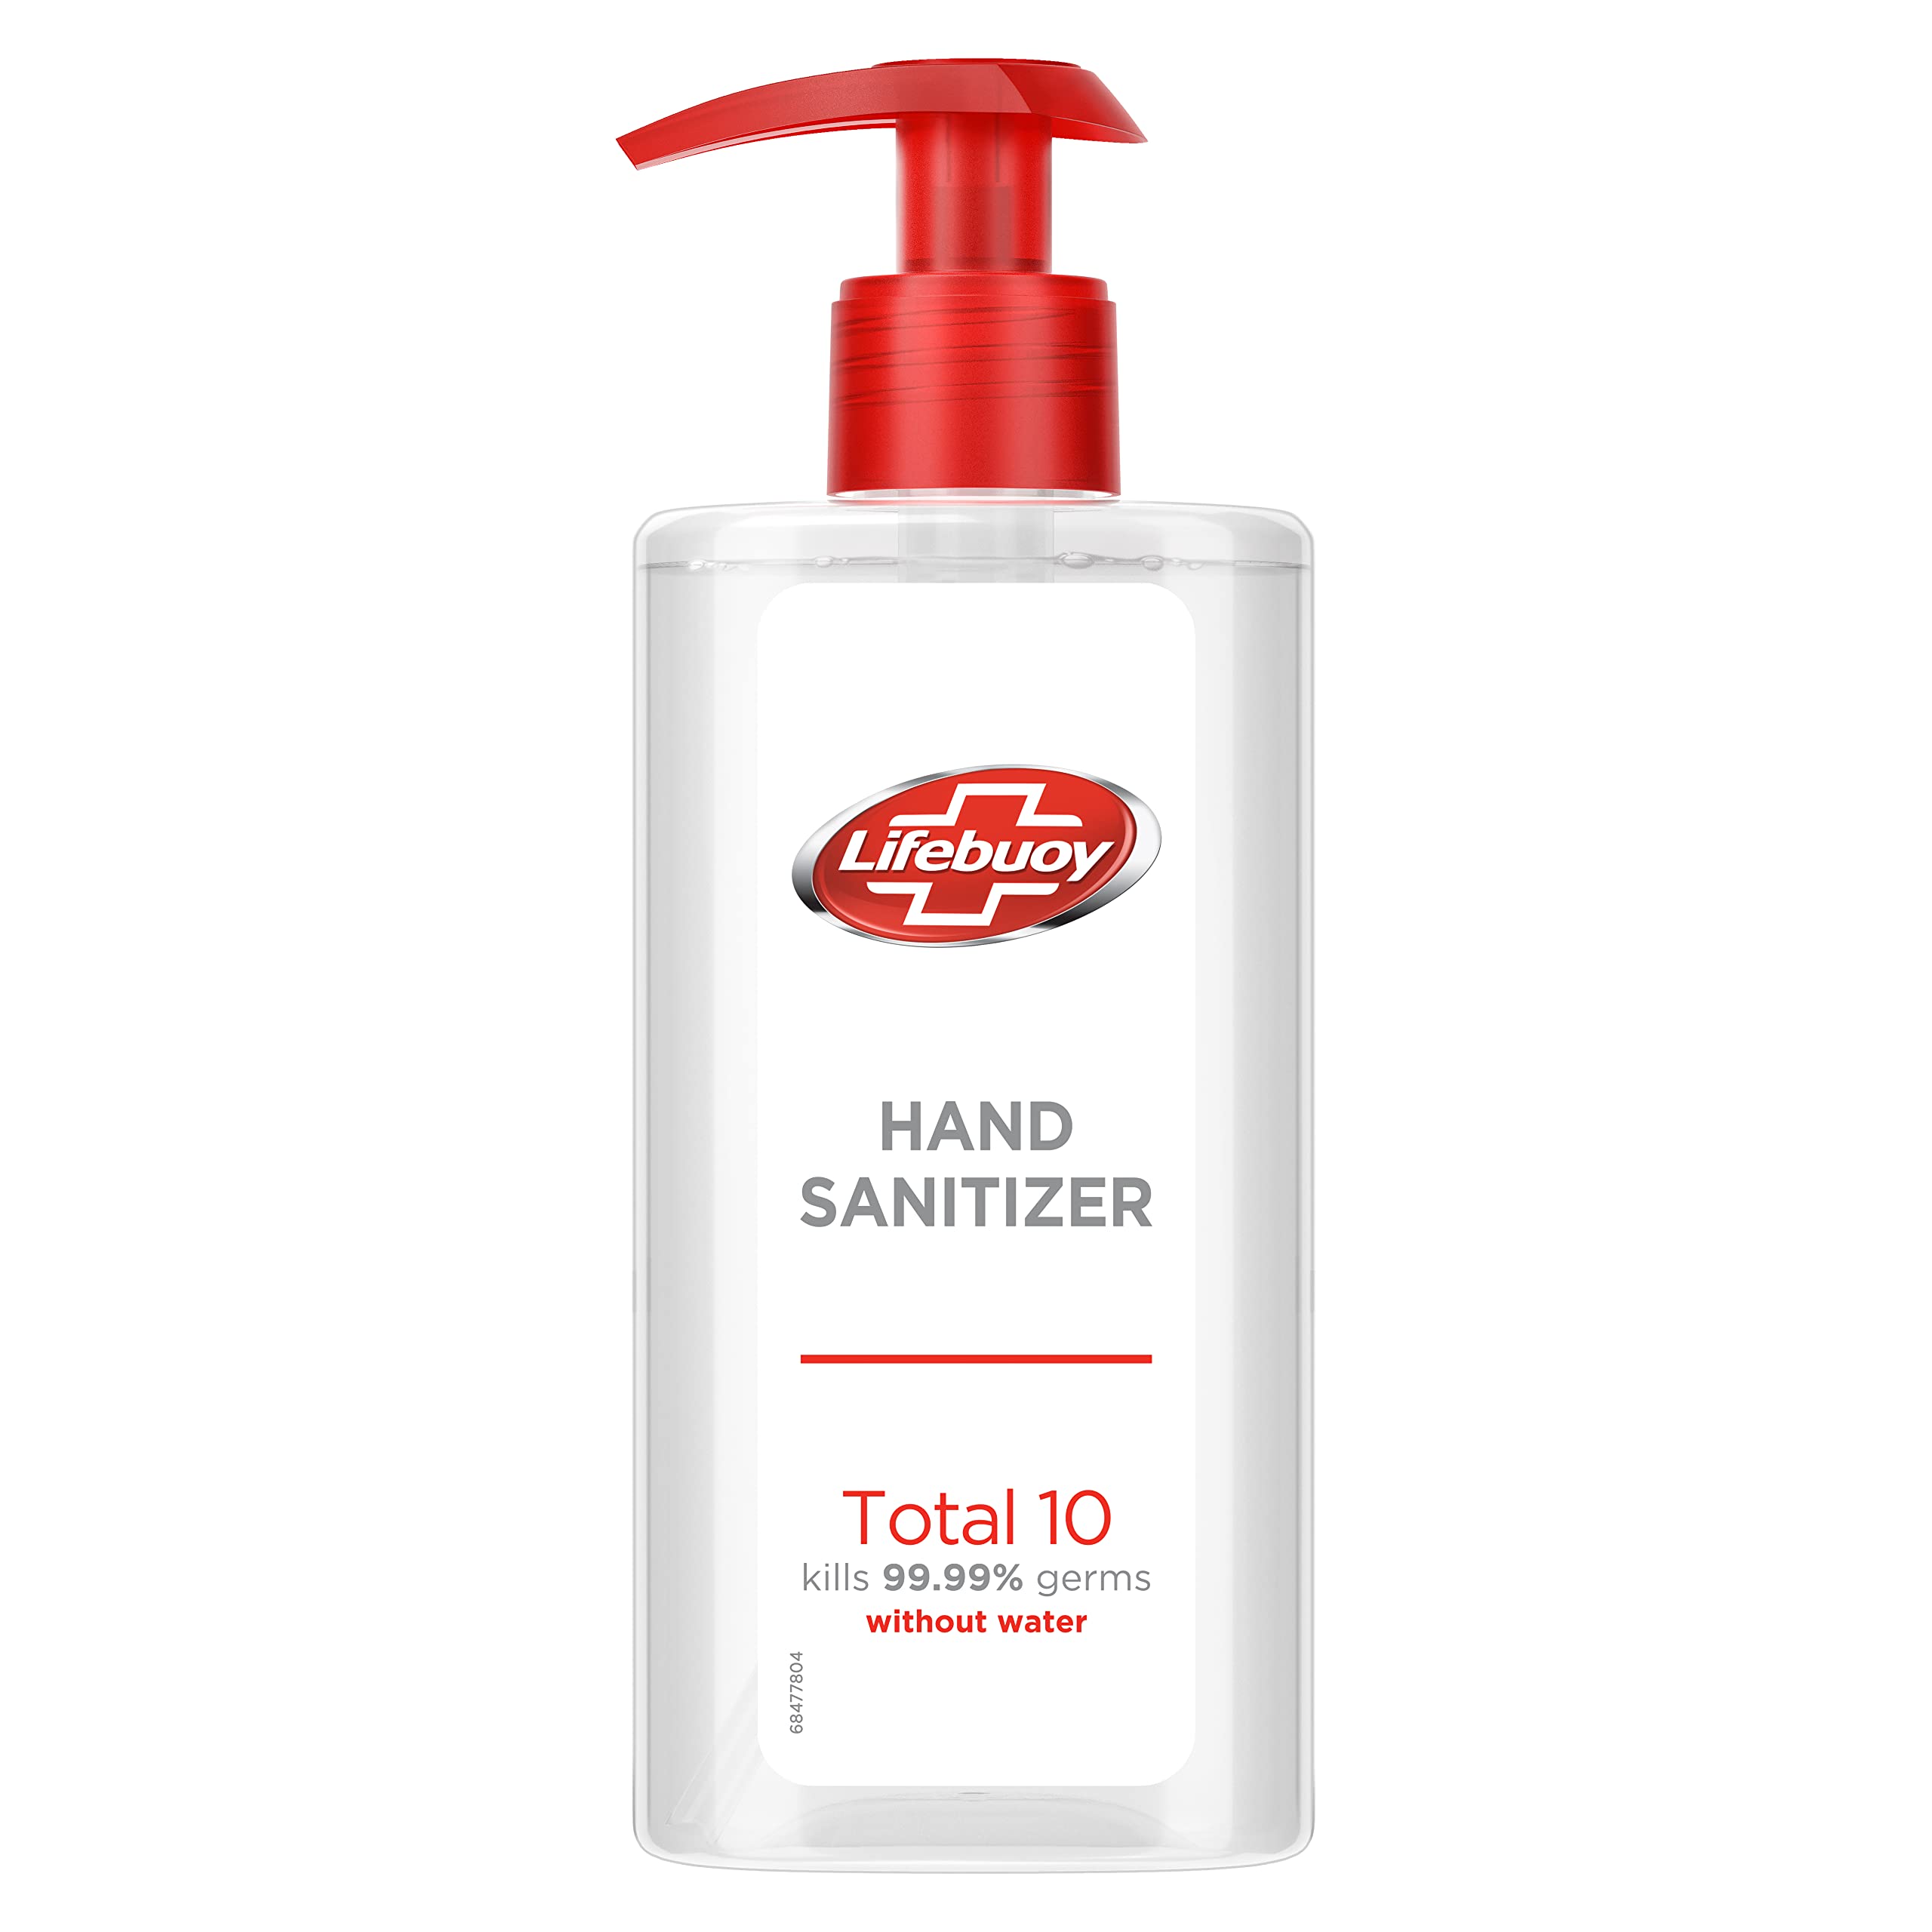 Lifebuoy
HAND
SANITIZER
Total 10
kills 99.99% germs
without water
68477804